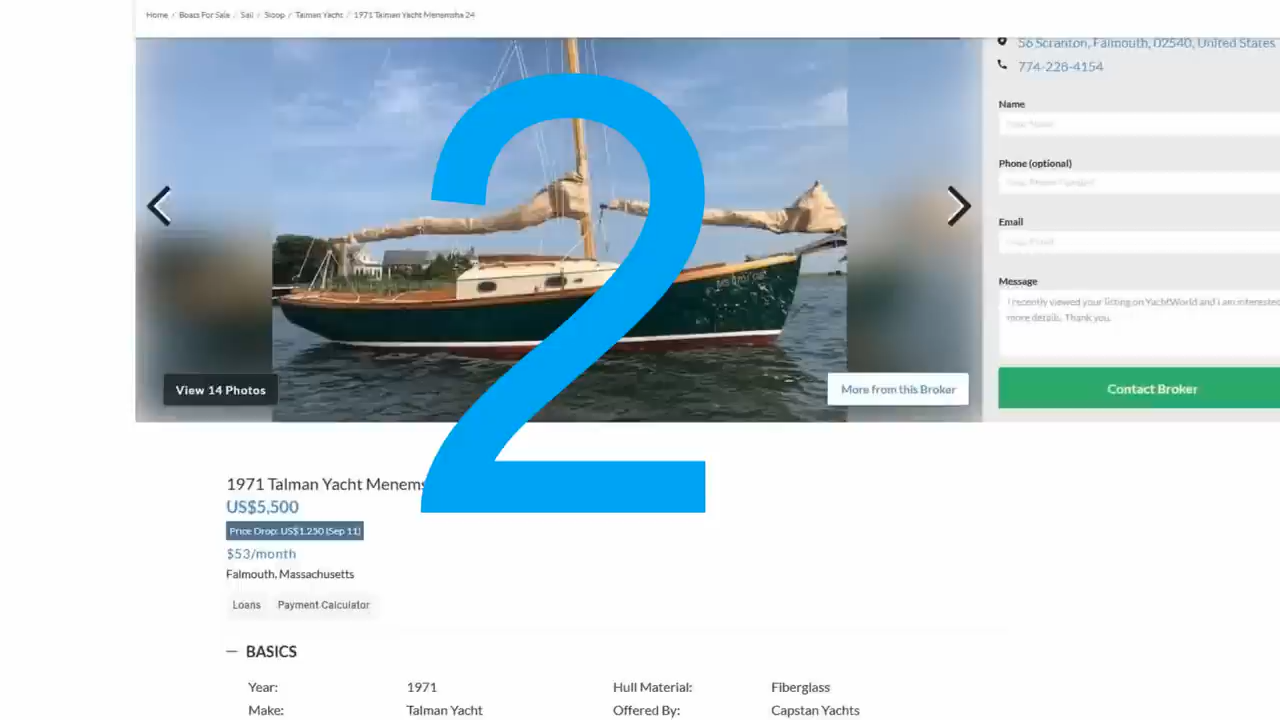 Home / Boats For Sale / Sail / Sloop / Talman Yacht / 1971 Talman Yacht Menemsha 24
56 Scranton, Falmouth, 02540, United States
774-228-4154
Name
Phone (optional)
Email
Message
I recently viewed your listing on YachtWorld and I am interested
more details. Thank you.
View 14 Photos
More from this Broker
Contact Broker
2
1971 Talman Yacht Menems
US$5,500
Price Drop: US$1,250 (Sep 11)
$53/month
Falmouth, Massachusetts
Loans Payment Calculator
— BASICS
Year: 1971 Hull Material: Fiberglass
Make: Talman Yacht Offered By: Capstan Yachts